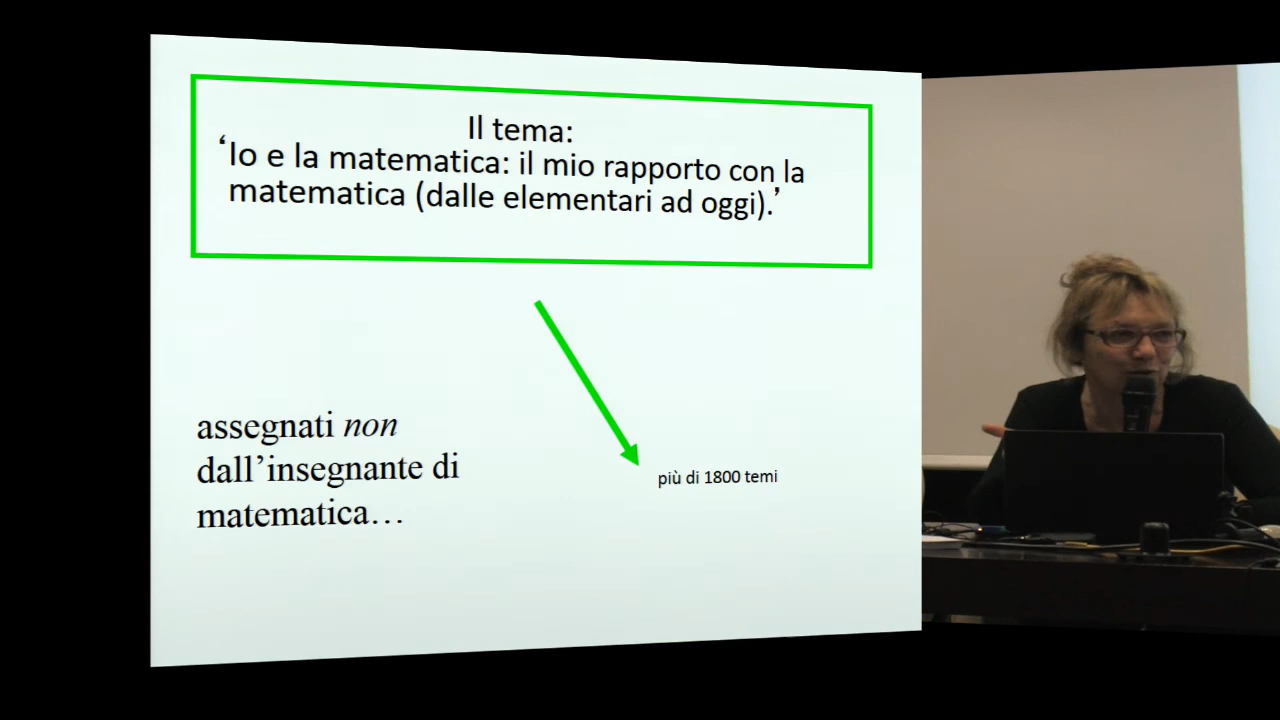 Il tema:
‘Io e la matematica: il mio rapporto con la
matematica (dalle elementari ad oggi).’
assegnati non
dall’insegnante di
matematica…
più di 1800 temi